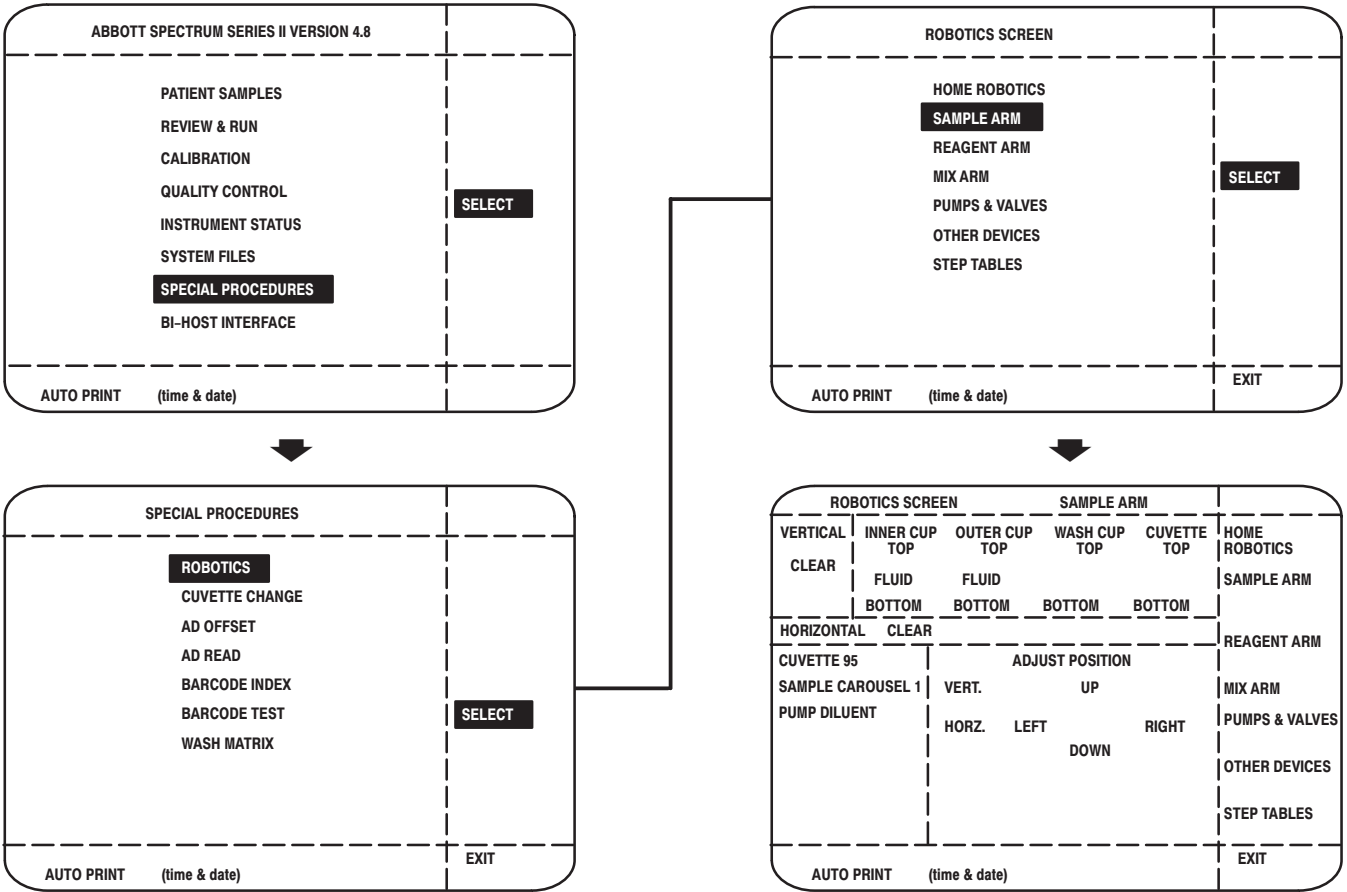 ABBOTT SPECTRUM SERIES II VERSION 4.8
PATIENT SAMPLES
REVIEW & RUN
CALIBRATION
QUALITY CONTROL
INSTRUMENT STATUS
SYSTEM FILES
SPECIAL PROCEDURES
BI–HOST INTERFACE
SELECT
AUTO PRINT (time & date)
SPECIAL PROCEDURES
ROBOTICS
CUVETTE CHANGE
AD OFFSET
AD READ
BARCODE INDEX
BARCODE TEST
WASH MATRIX
SELECT
EXIT
AUTO PRINT (time & date)
ROBOTICS SCREEN
HOME ROBOTICS
SAMPLE ARM
REAGENT ARM
MIX ARM
PUMPS & VALVES
OTHER DEVICES
STEP TABLES
SELECT
EXIT
AUTO PRINT (time & date)
ROBOTICS SCREEN SAMPLE ARM
VERTICAL INNER CUP OUTER CUP WASH CUP CUVETTE
TOP TOP TOP TOP
CLEAR
FLUID FLUID
BOTTOM BOTTOM BOTTOM BOTTOM
HORIZONTAL CLEAR
CUVETTE 95 ADJUST POSITION
SAMPLE CAROUSEL 1 VERT. UP
PUMP DILUENT
HORZ. LEFT RIGHT
DOWN
HOME
ROBOTICS
SAMPLE ARM
REAGENT ARM
MIX ARM
PUMPS & VALVES
OTHER DEVICES
STEP TABLES
EXIT
AUTO PRINT (time & date)